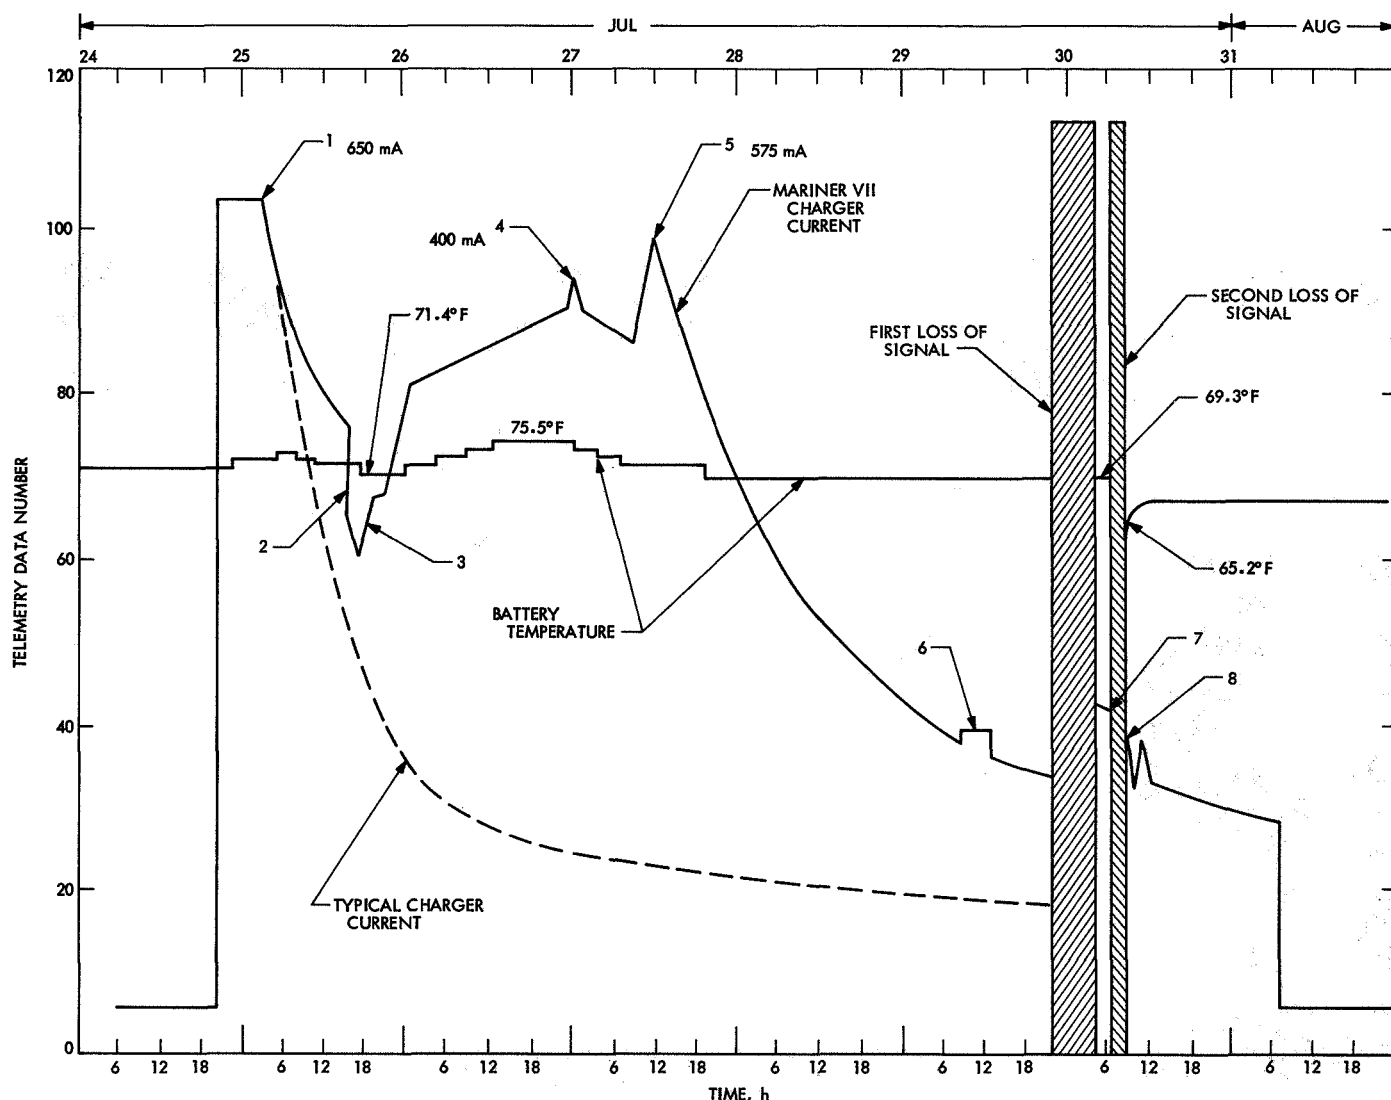 JUL AUG
24 25 26 27 28 29 30 31
120
1 650 mA
5 575 mA
MARINER VII
CHARGER
CURRENT
4
400 mA
100
SECOND LOSS OF
SIGNAL
71.4°F
FIRST LOSS OF
SIGNAL
80
69.3°F
75.5°F
TELEMETRY DATA NUMBER
2
3
60
65.2°F
BATTERY
TEMPERATURE
6
7
8
40
20
TYPICAL CHARGER
CURRENT
0
6 12 18 6 12 18 6 12 18 6 12 18 6 12 18 6 12 18 6 12 18 6 12 18
TIME, h